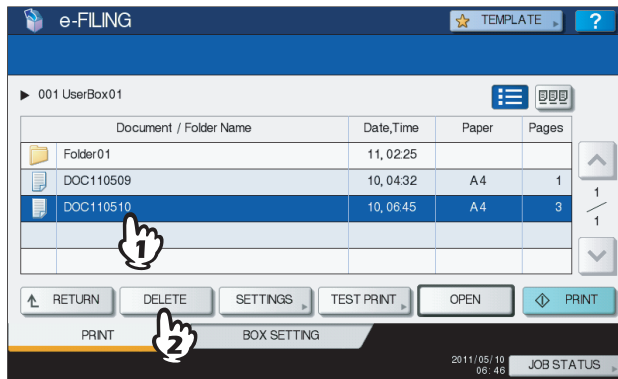 e-FILING TEMPLATE ?
001 UserBox01
Document / Folder Name Date,Time Paper Pages
Folder01 11, 02:25
DOC110509 10, 04:32 A4 1
DOC110510 10, 06:45 A4 3
1
1
1
RETURN DELETE SETTINGS TEST PRINT OPEN PRINT
2
PRINT BOX SETTING
2011/05/10
06:46 JOB STATUS